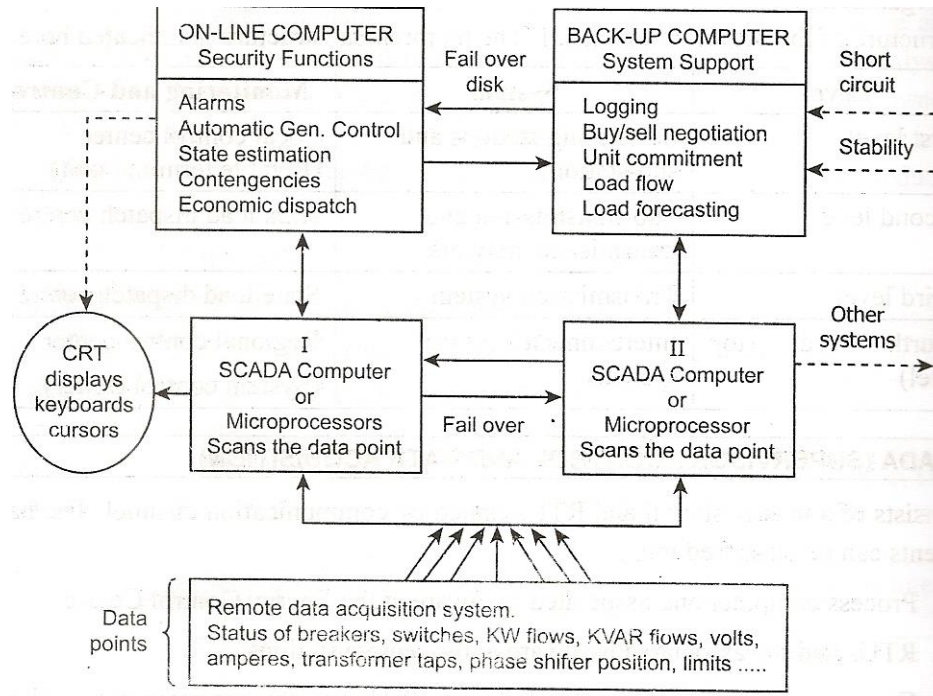 ON-LINE COMPUTER
Security Functions
Alarms
Automatic Gen. Control
State estimation
Contengencies
Economic dispatch
Fail over
disk
BACK-UP COMPUTER
System Support
Logging
Buy/sell negotiation
Unit commitment
Load flow
Load forecasting
Short
circuit
Stability
CRT
displays
keyboards
cursors
I
SCADA Computer
or
Microprocessors
Scans the data point
Fail over
II
SCADA Computer
or
Microprocessor
Scans the data point
Other
systems
Data
points
Remote data acquisition system.
Status of breakers, switches, KW flows, KVAR flows, volts,
amperes, transformer taps, phase shifter position, limits .....